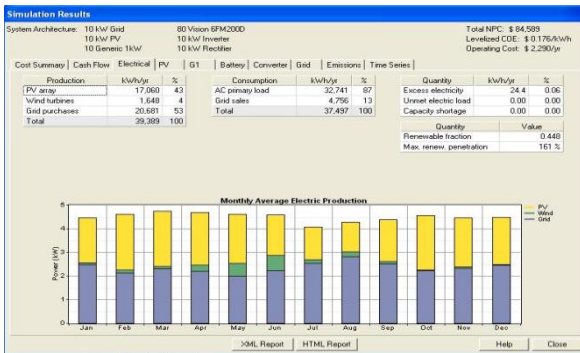 Simulation Results
System Architecture: 10 kW Grid 80 Vision 6FM200D
10 kW PV 10 kW Inverter
10 Generic 1kW 10 kW Rectifier
Total NPC: $ 84,589
Levelized COE: $ 0.176/kWh
Operating Cost: $ 2,290/yr
Cost Summary Cash Flow Electrical PV G1 Battery Converter Grid Emissions Time Series
Production kWh/yr %
PV array 17,060 43
Wind turbines 1,648 4
Grid purchases 20,681 53
Total 39,389 100
Consumption kWh/yr %
AC primary load 32,741 87
Grid sales 4,756 13
Total 37,497 100
Quantity kWh/yr %
Excess electricity 24.4 0.06
Unmet electric load 0.00 0.00
Capacity shortage 0.00 0.00
Quantity Value
Renewable fraction 0.448
Max. renew. penetration 161 %
Monthly Average Electric Production
Power (kW)
5
4
3
2
1
0
Jan Feb Mar Apr May Jun Jul Aug Sep Oct Nov Dec
PV
Wind
Grid
XML Report HTML Report Help Close